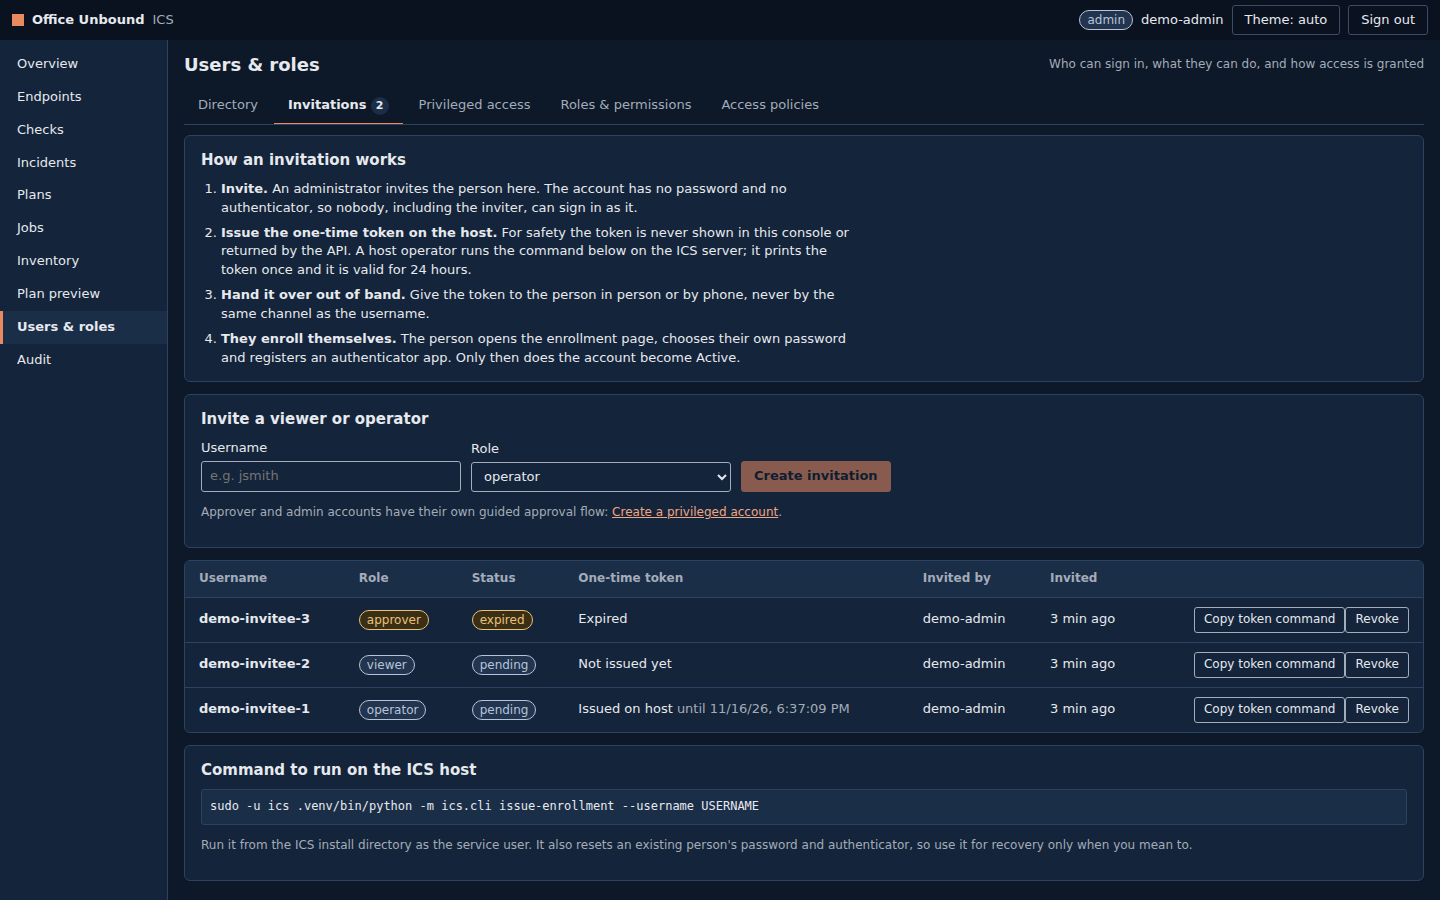 Office Unbound ICS
admin demo-admin Theme: auto Sign out
Overview
Endpoints
Checks
Incidents
Plans
Jobs
Inventory
Plan preview
Users & roles
Audit
Users & roles
Who can sign in, what they can do, and how access is granted
Directory Invitations 2 Privileged access Roles & permissions Access policies
How an invitation works
1. Invite. An administrator invites the person here. The account has no password and no
authenticator, so nobody, including the inviter, can sign in as it.
2. Issue the one-time token on the host. For safety the token is never shown in this console or
returned by the API. A host operator runs the command below on the ICS server; it prints the
token once and it is valid for 24 hours.
3. Hand it over out of band. Give the token to the person in person or by phone, never by the
same channel as the username.
4. They enroll themselves. The person opens the enrollment page, chooses their own password
and registers an authenticator app. Only then does the account become Active.
Invite a viewer or operator
Username Role
e.g. jsmith operator Create invitation
Approver and admin accounts have their own guided approval flow: Create a privileged account.
Username Role Status One-time token Invited by Invited
demo-invitee-3 approver expired Expired demo-admin 3 min ago Copy token command Revoke
demo-invitee-2 viewer pending Not issued yet demo-admin 3 min ago Copy token command Revoke
demo-invitee-1 operator pending Issued on host until 11/16/26, 6:37:09 PM demo-admin 3 min ago Copy token command Revoke
Command to run on the ICS host
sudo -u ics .venv/bin/python -m ics.cli issue-enrollment --username USERNAME
Run it from the ICS install directory as the service user. It also resets an existing person's password and authenticator, so use it for recovery only when you mean to.